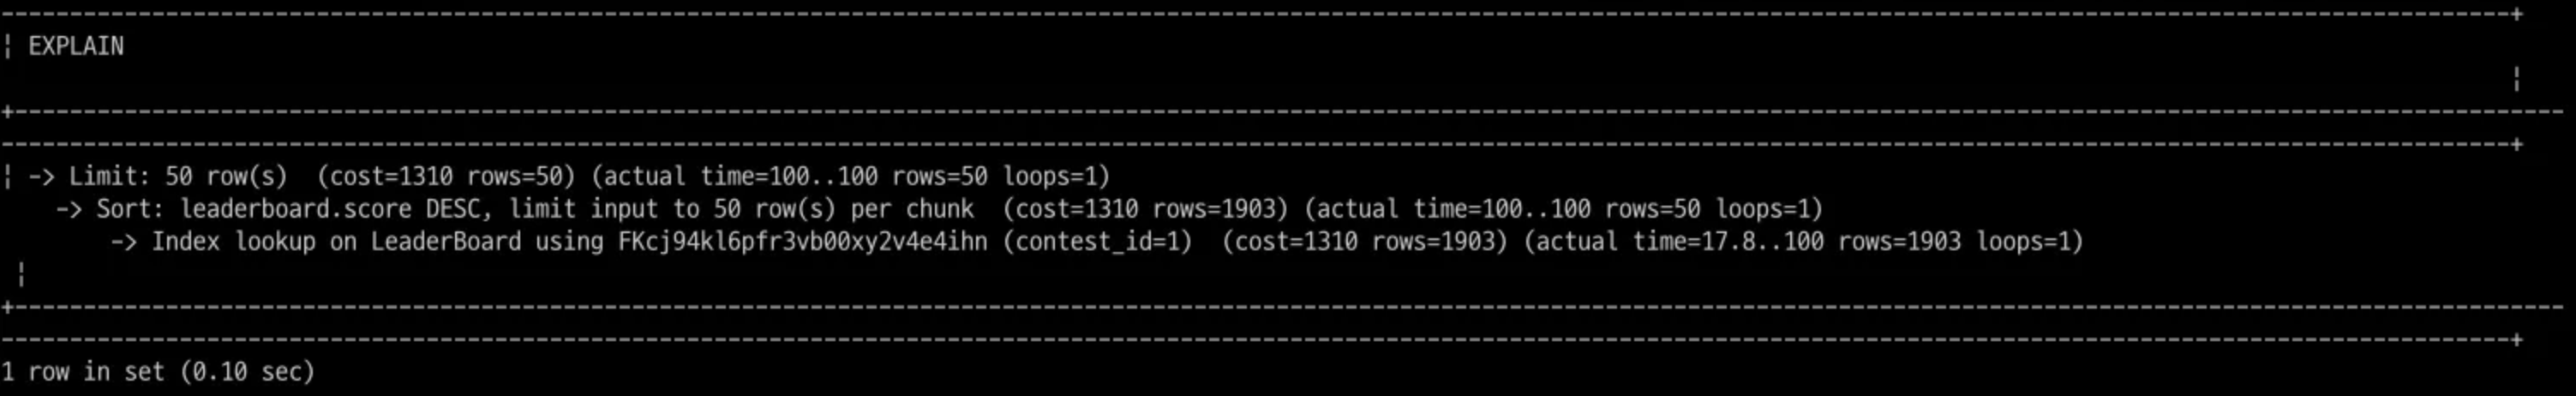 EXPLAIN
-> Limit: 50 row(s)  (cost=1310 rows=50) (actual time=100..100 rows=50 loops=1)
-> Sort: leaderboard.score DESC, limit input to 50 row(s) per chunk  (cost=1310 rows=1903) (actual time=100..100 rows=50 loops=1)
-> Index lookup on LeaderBoard using FKcj94kl6pfr3vb00xy2v4e4ihn (contest_id=1)  (cost=1310 rows=1903) (actual time=17.8..100 rows=1903 loops=1)
1 row in set (0.10 sec)